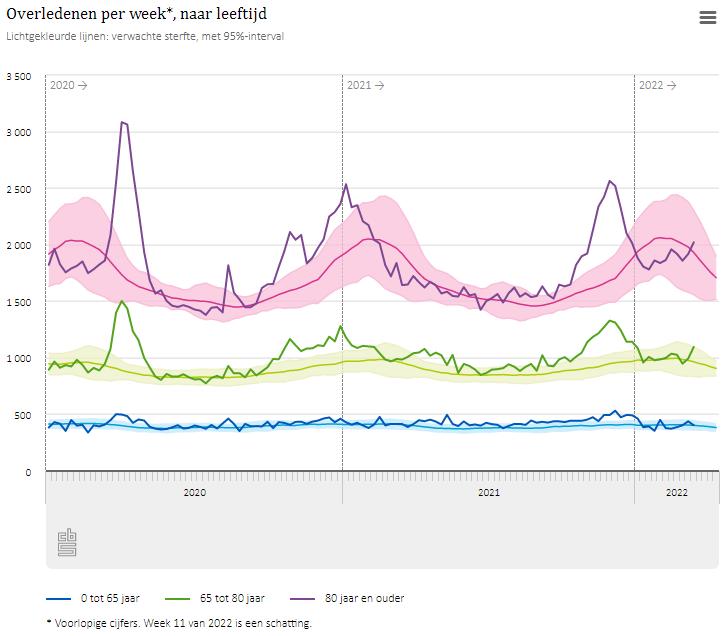 Overledenen per week*, naar leeftijd
Lichtgekleurde lijnen: verwachte sterfte, met 95%-interval
3 500
2020 →
2021 →
2022 →
3 000
2 500
2 000
1 500
1 000
500
0
2020
2021
2022
cbs
0 tot 65 jaar
65 tot 80 jaar
80 jaar en ouder
* Voorlopige cijfers. Week 11 van 2022 is een schatting.